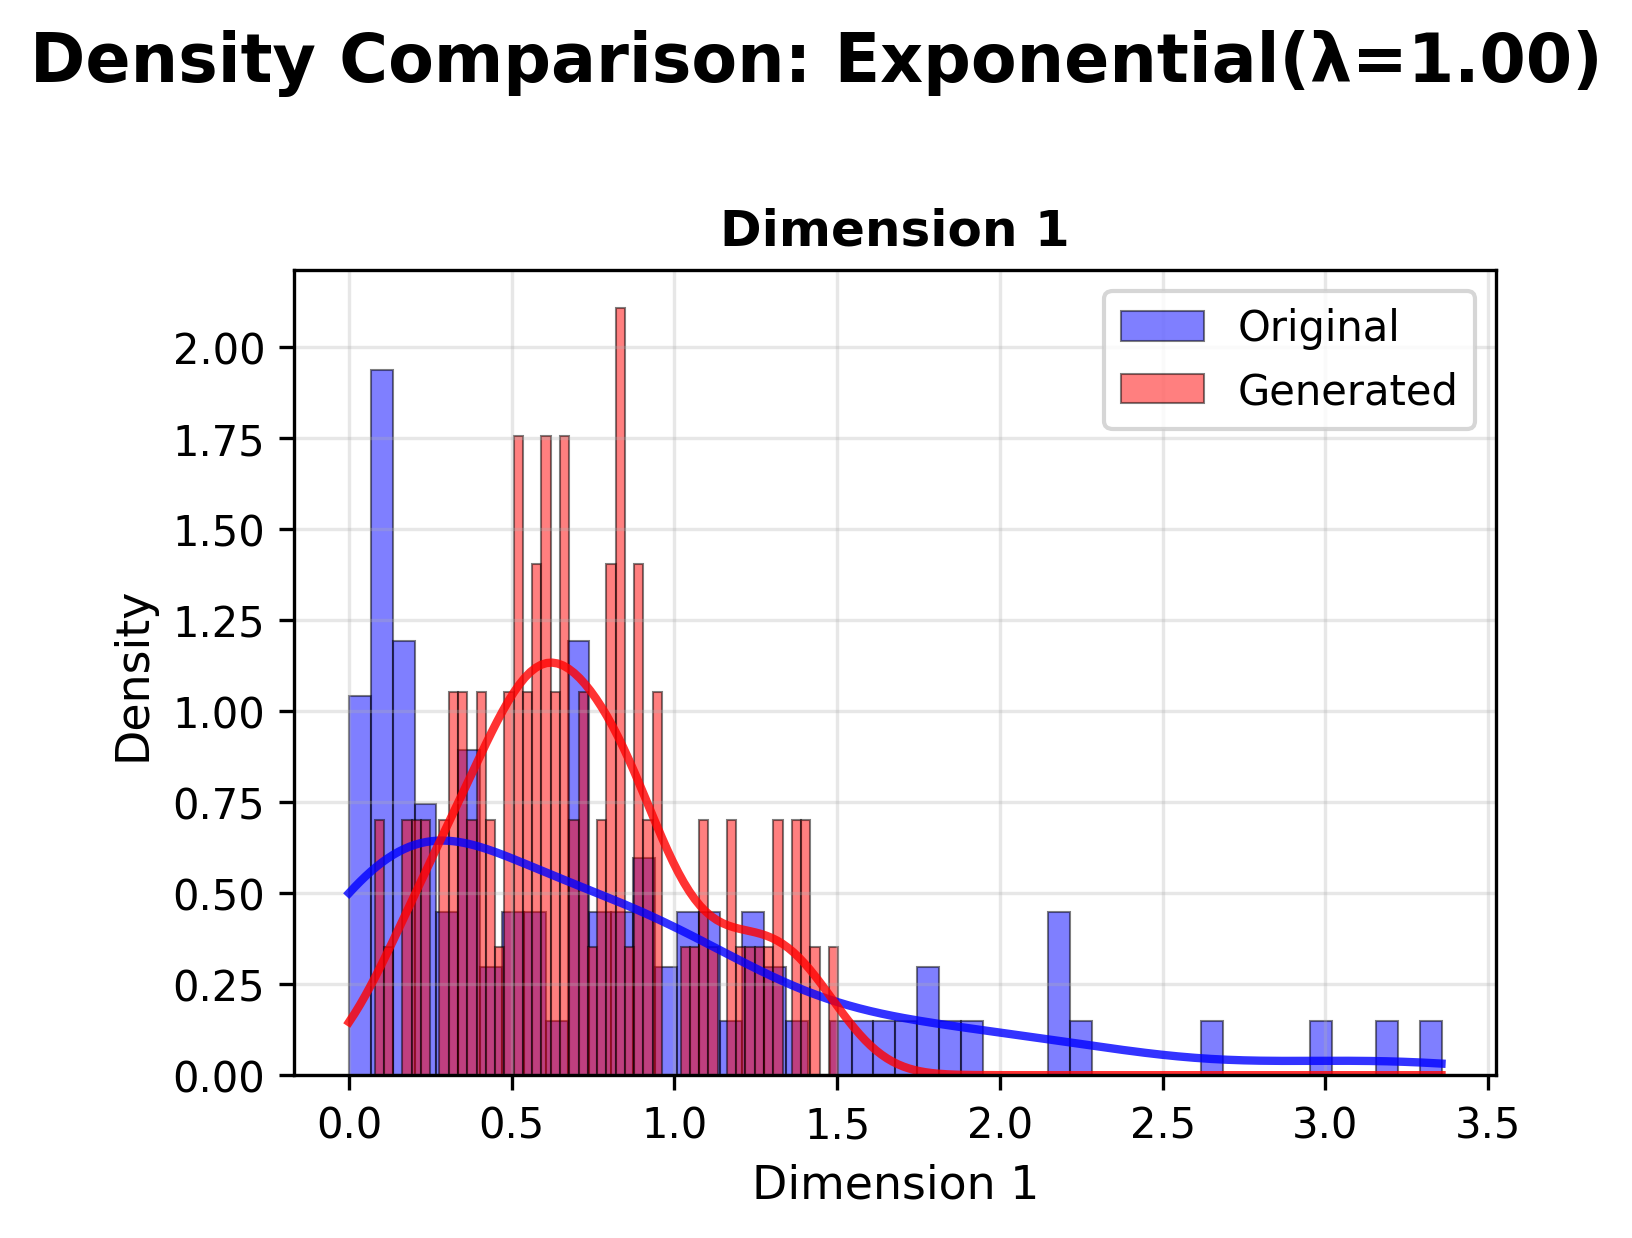 Density Comparison: Exponential(λ=1.00)
Dimension 1
Original
Generated
Density
2.00
1.75
1.50
1.25
1.00
0.75
0.50
0.25
0.00
0.0 0.5 1.0 1.5 2.0 2.5 3.0 3.5
Dimension 1